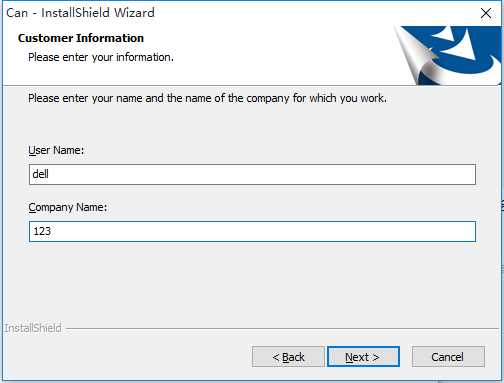 Can - InstallShield Wizard
Customer Information
Please enter your information.
Please enter your name and the name of the company for which you work.
User Name:
dell
Company Name:
123
InstallShield
< Back
Next >
Cancel